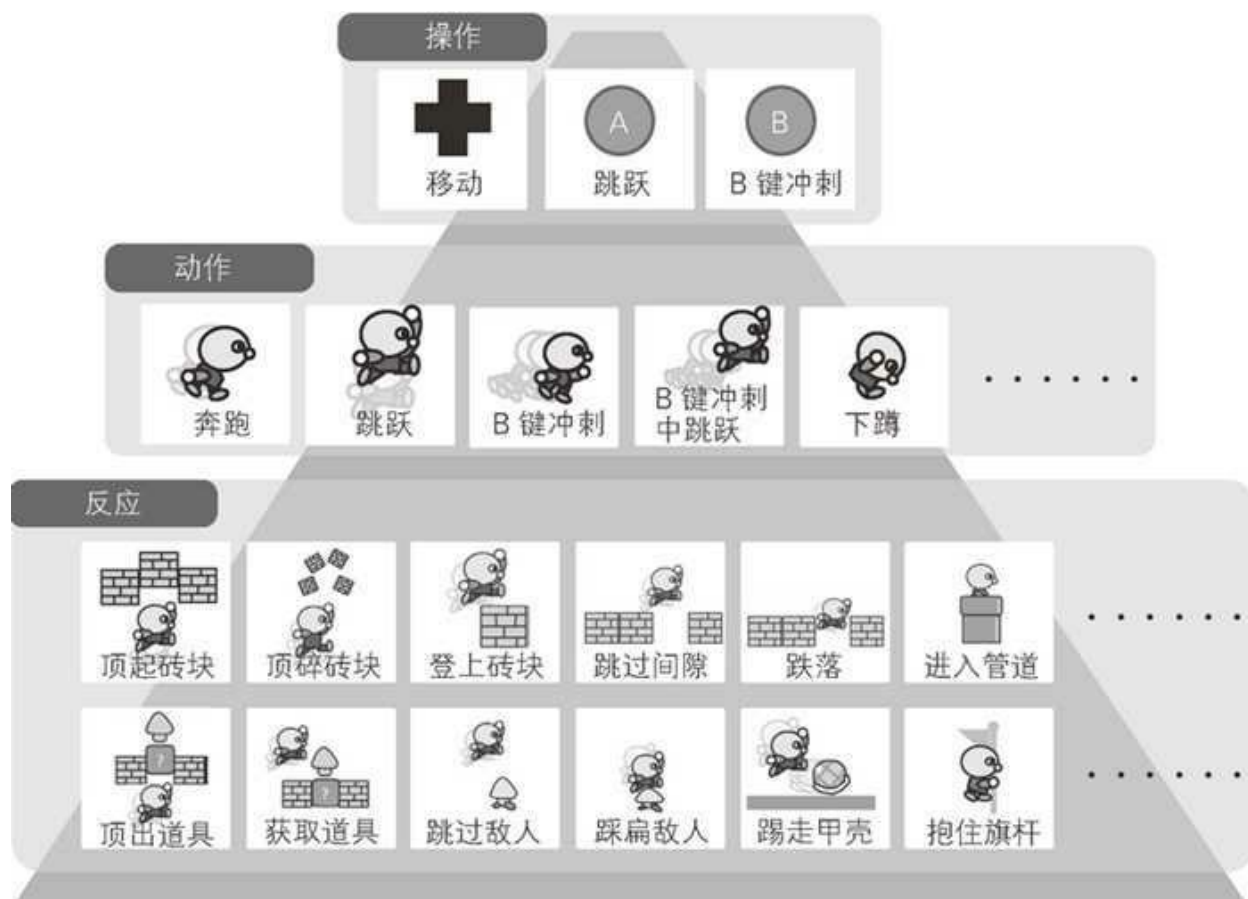 操作
A
B
移动
跳跃
B 键冲刺
动作
奔跑
跳跃
B 键冲刺
B 键冲刺
中跳跃
下蹲
······
反应
顶起砖块
顶碎砖块
登上砖块
跳过间隙
跌落
进入管道
······
?
?
顶出道具
获取道具
跳过敌人
踩扁敌人
踢走甲壳
抱住旗杆
······